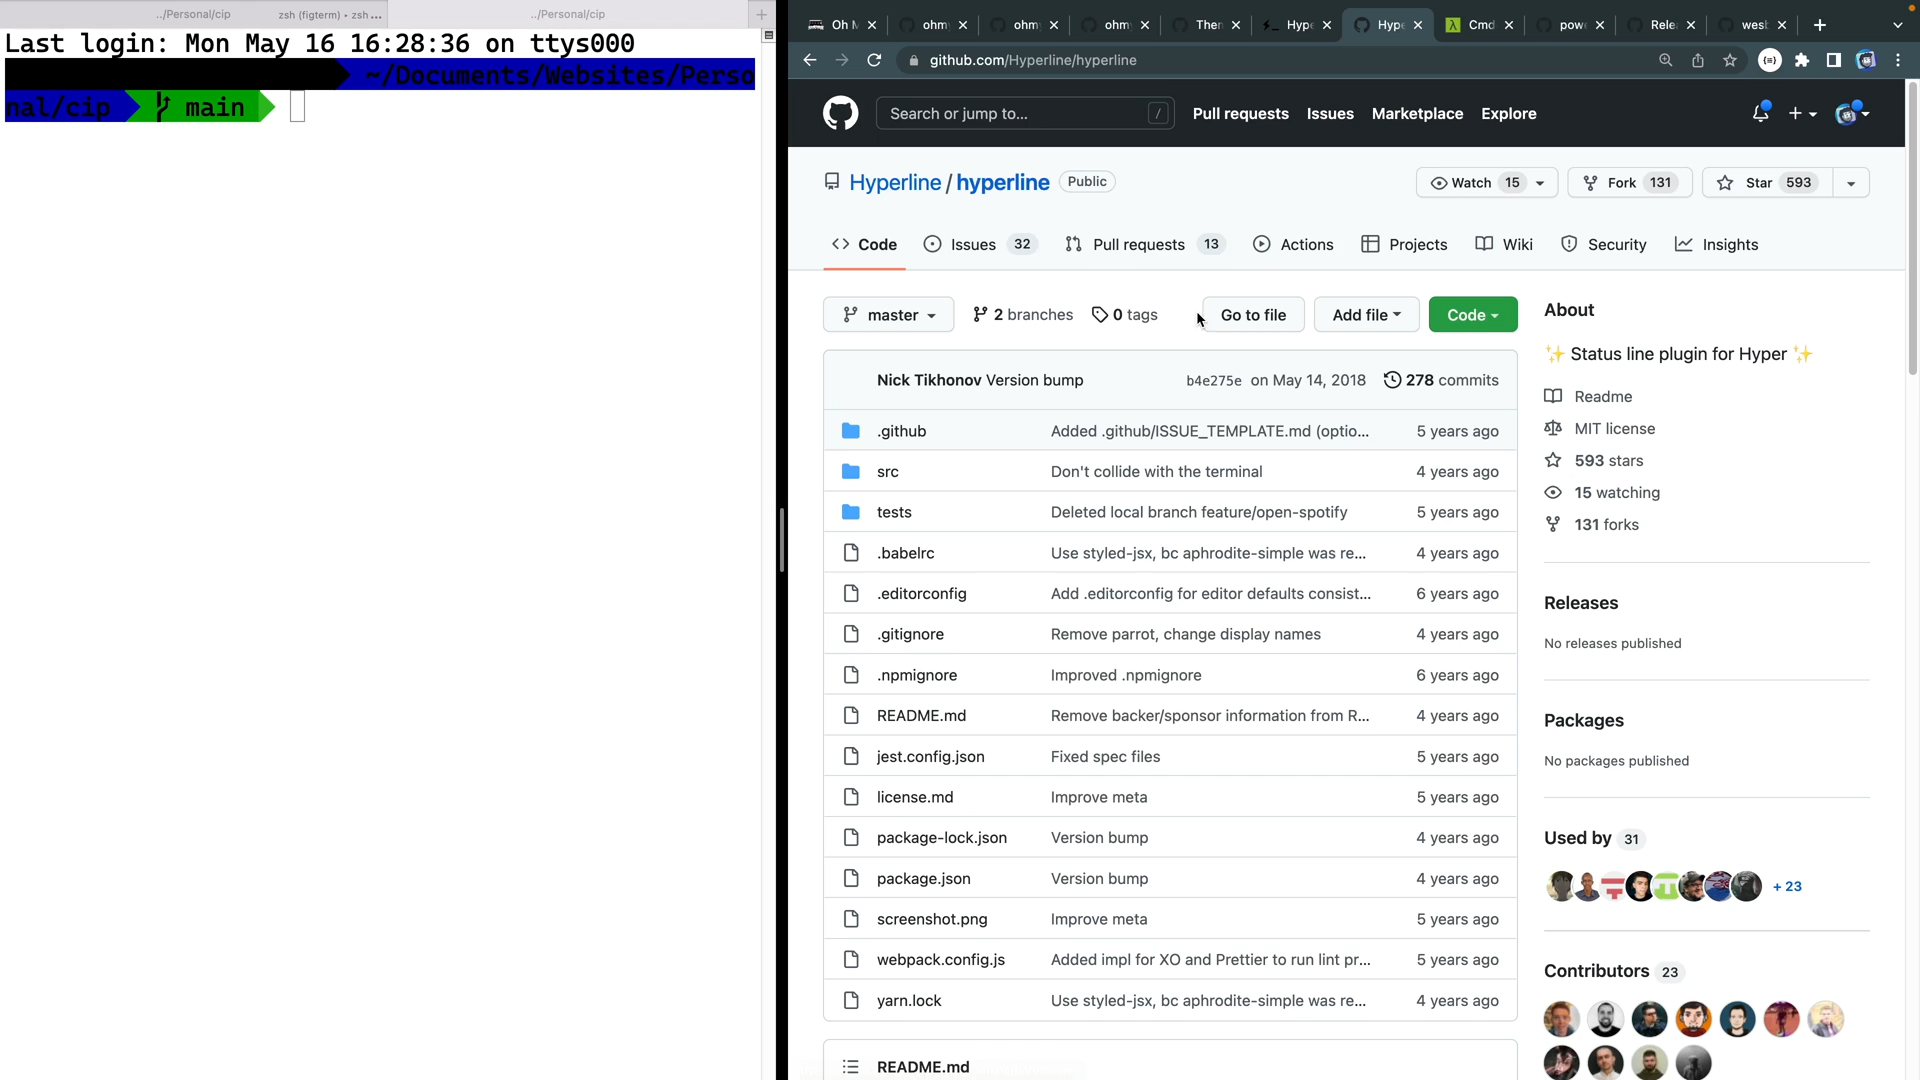 ../Personal/cip
zsh (figterm) • zsh ...
../Personal/cip
Last login: Mon May 16 16:28:36 on ttys000
~/Documents/Websites/Perso
nal/cip
main
Oh M
ohm
ohm
ohm
Then
Hype
Hype
Cmd
pow
Rele
wesb
github.com/Hyperline/hyperline
Search or jump to...
/
Pull requests
Issues
Marketplace
Explore
Hyperline / hyperline
Public
Watch 15
Fork 131
Star 593
Code
Issues 32
Pull requests 13
Actions
Projects
Wiki
Security
Insights
master
2 branches
0 tags
Go to file
Add file
Code
Nick Tikhonov Version bump
b4e275e on May 14, 2018
278 commits
.github
Added .github/ISSUE_TEMPLATE.md (optio...
5 years ago
src
Don't collide with the terminal
4 years ago
tests
Deleted local branch feature/open-spotify
5 years ago
.babelrc
Use styled-jsx, bc aphrodite-simple was re...
4 years ago
.editorconfig
Add .editorconfig for editor defaults consist...
6 years ago
.gitignore
Remove parrot, change display names
4 years ago
.npmignore
Improved .npmignore
6 years ago
README.md
Remove backer/sponsor information from R...
4 years ago
jest.config.json
Fixed spec files
5 years ago
license.md
Improve meta
5 years ago
package-lock.json
Version bump
4 years ago
package.json
Version bump
4 years ago
screenshot.png
Improve meta
5 years ago
webpack.config.js
Added impl for XO and Prettier to run lint pr...
5 years ago
yarn.lock
Use styled-jsx, bc aphrodite-simple was re...
4 years ago
README.md
About
✨ Status line plugin for Hyper ✨
Readme
MIT license
593 stars
15 watching
131 forks
Releases
No releases published
Packages
No packages published
Used by 31
+ 23
Contributors 23